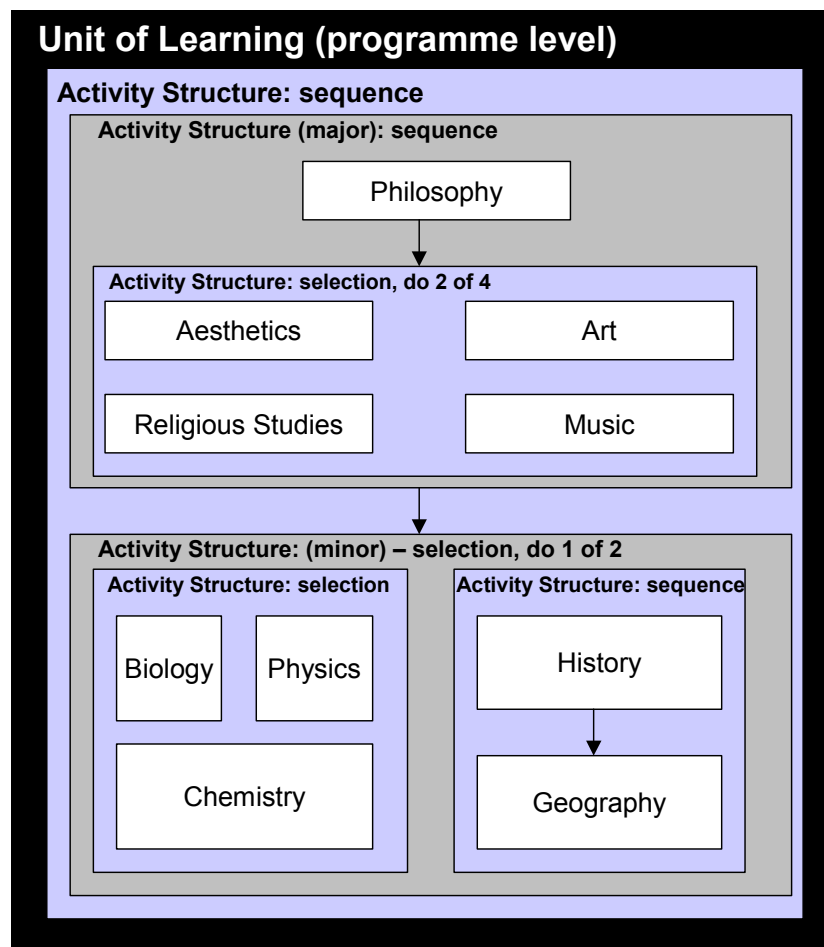 Unit of Learning (programme level)
Activity Structure: sequence
Activity Structure (major): sequence
Philosophy
Activity Structure: selection, do 2 of 4
Aesthetics
Art
Religious Studies
Music
Activity Structure: (minor) – selection, do 1 of 2
Activity Structure: selection
Biology
Physics
Chemistry
Activity Structure: sequence
History
Geography